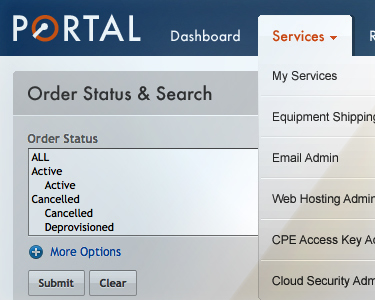 PORTAL
Dashboard
Services
R
My Services
Order Status & Search
Equipment Shipping
Order Status
ALL
Active
Active
Cancelled
Cancelled
Deprovisioned
Email Admin
Web Hosting Admin
More Options
CPE Access Key A
Submit
Clear
Cloud Security Adm